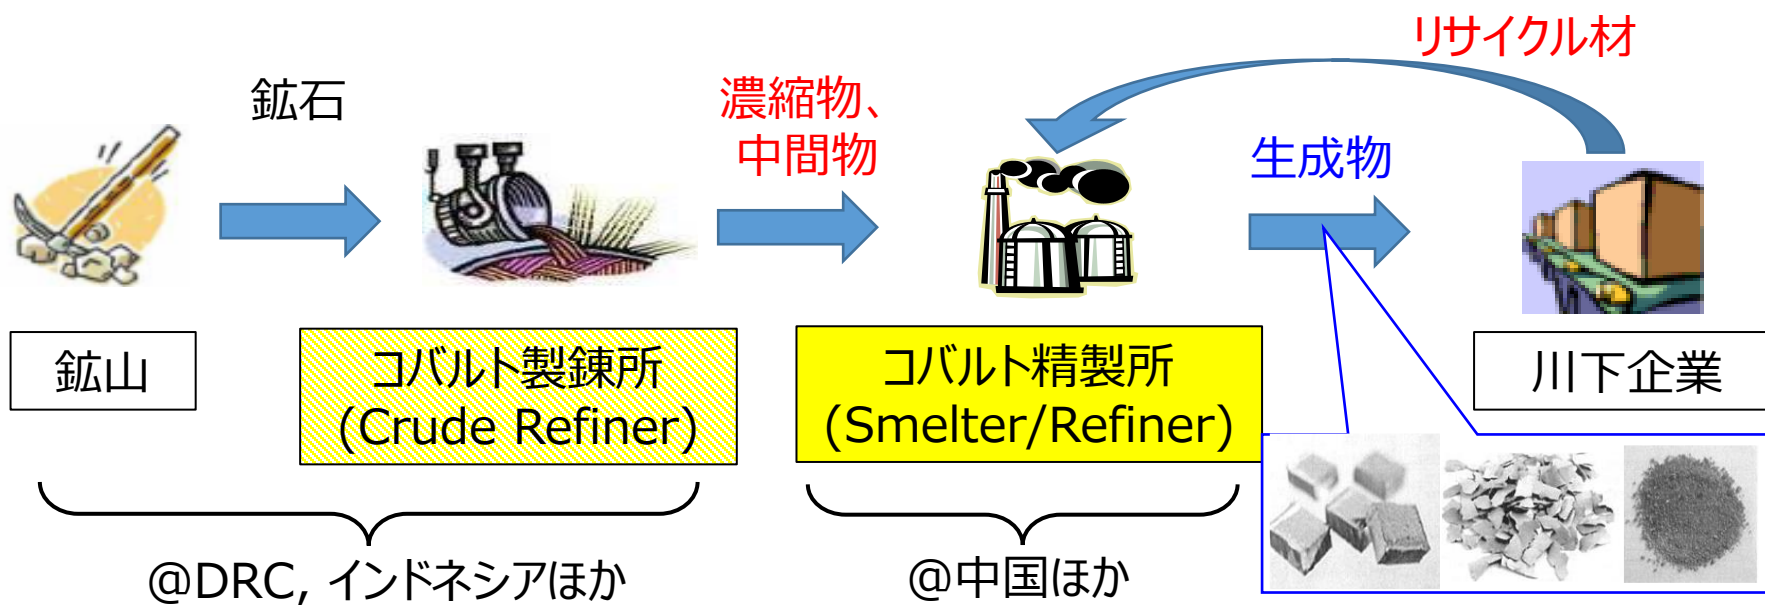 リサイクル材
鉱石
濃縮物、
中間物
生成物
鉱山
コバルト製錬所
(Crude Refiner)
コバルト精製所
(Smelter/Refiner)
川下企業
@DRC, インドネシアほか
@中国ほか